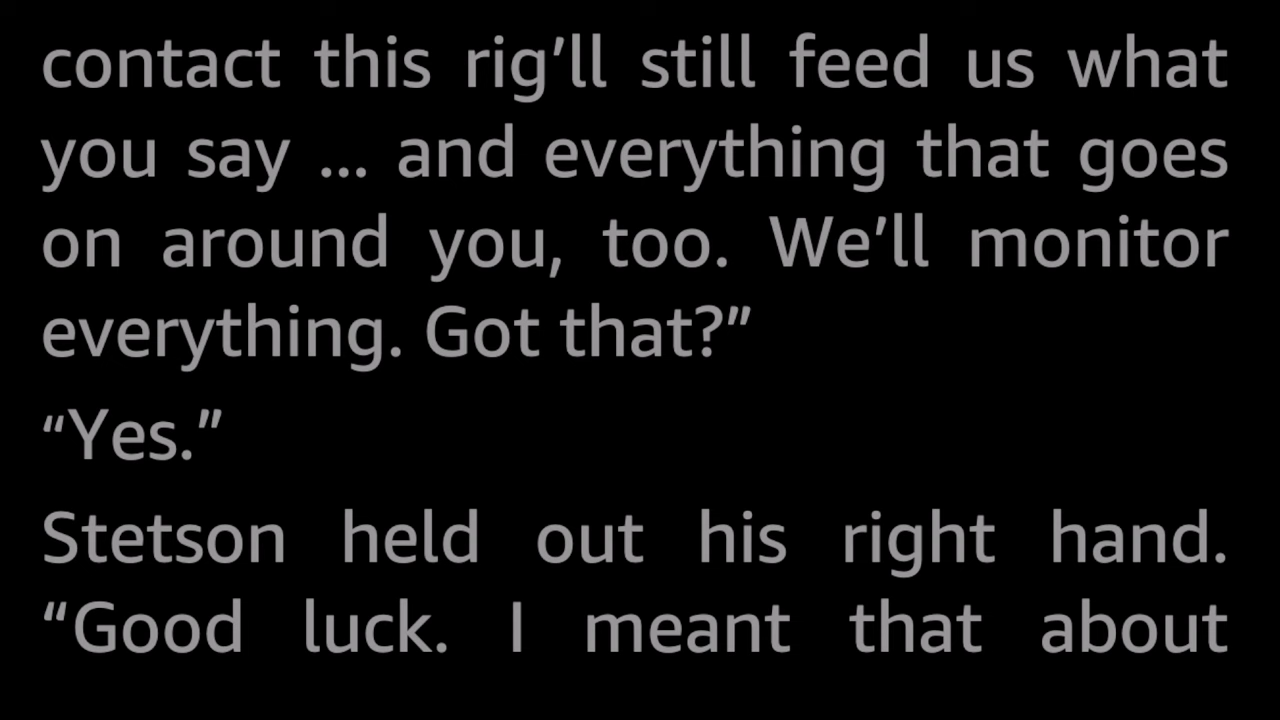 contact this rig’ll still feed us what
you say ... and everything that goes
on around you, too. We’ll monitor
everything. Got that?”
“Yes.”
Stetson held out his right hand.
“Good luck. I meant that about